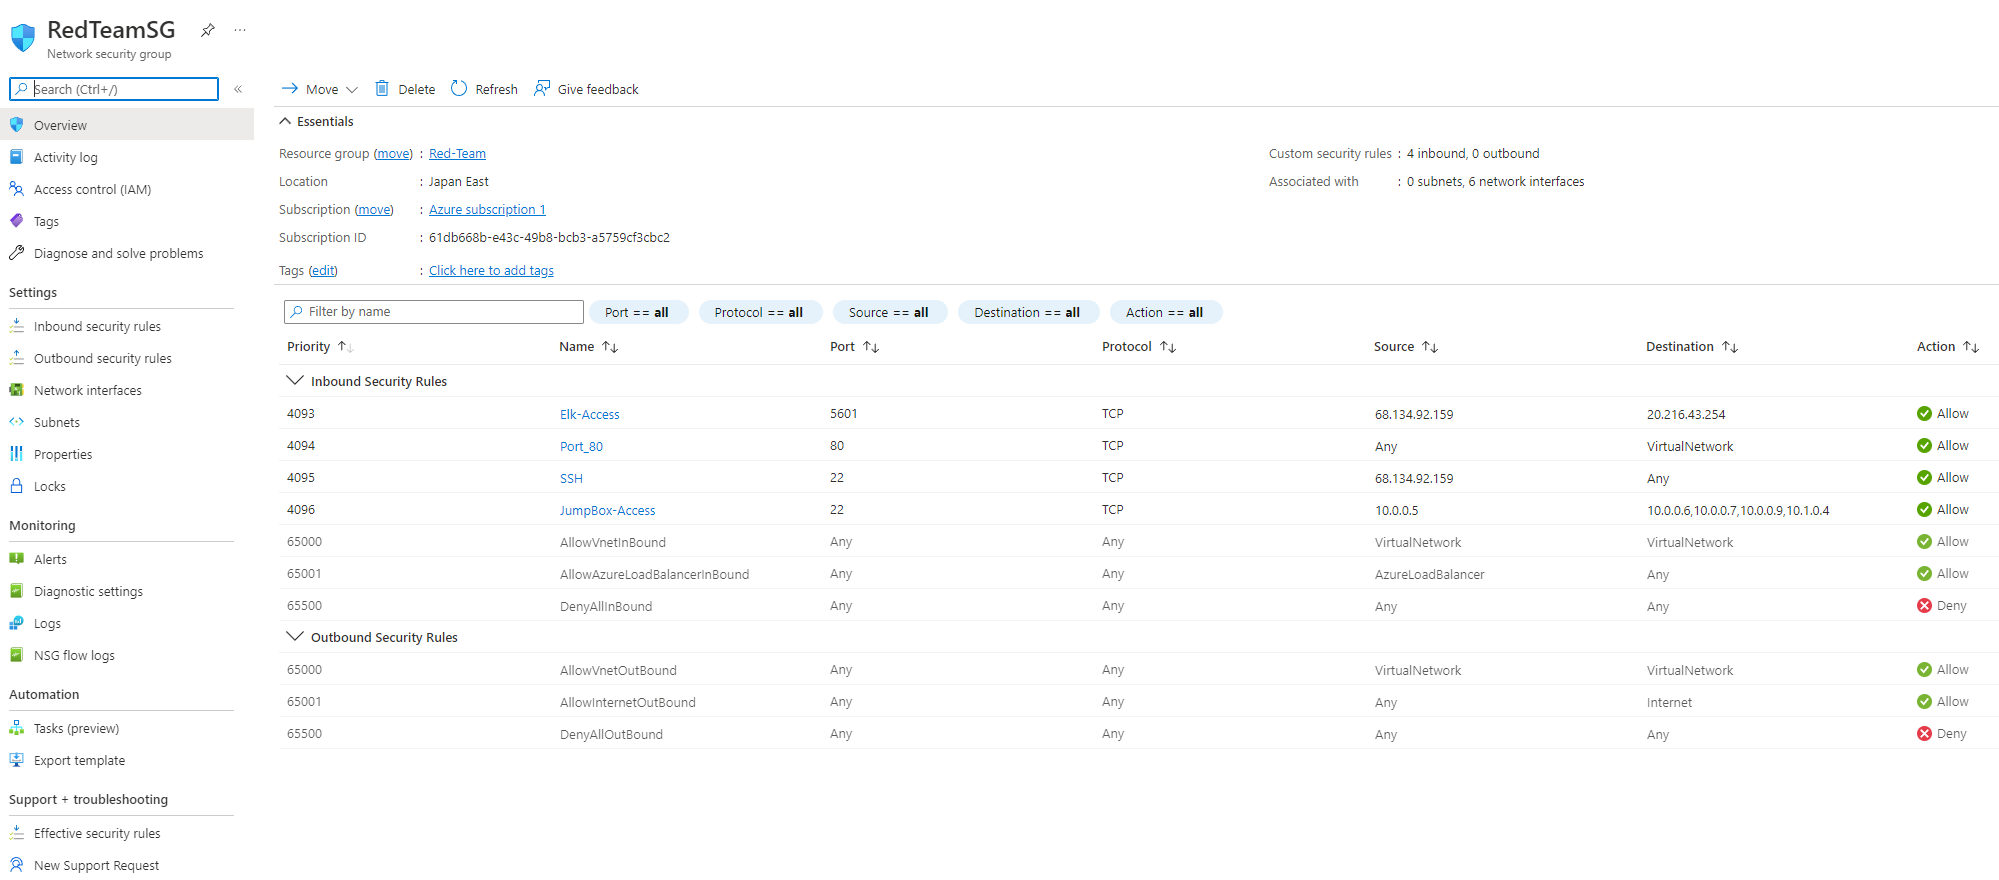 RedTeamSG
Network security group
Search (Ctrl+/)
Overview
Activity log
Access control (IAM)
Tags
Diagnose and solve problems
Settings
Inbound security rules
Outbound security rules
Network interfaces
Subnets
Properties
Locks
Monitoring
Alerts
Diagnostic settings
Logs
NSG flow logs
Automation
Tasks (preview)
Export template
Support + troubleshooting
Effective security rules
New Support Request
Move Delete Refresh Give feedback
Essentials
Resource group (move) : Red-Team
Location : Japan East
Subscription (move) : Azure subscription 1
Subscription ID : 61db668b-e43c-49b8-bcb3-a5759cf3cbc2
Tags (edit) : Click here to add tags
Custom security rules : 4 inbound, 0 outbound
Associated with : 0 subnets, 6 network interfaces
Filter by name Port == all Protocol == all Source == all Destination == all Action == all
Priority Name Port Protocol Source Destination Action
Inbound Security Rules
4093 Elk-Access 5601 TCP 68.134.92.159 20.216.43.254 Allow
4094 Port_80 80 TCP Any VirtualNetwork Allow
4095 SSH 22 TCP 68.134.92.159 Any Allow
4096 JumpBox-Access 22 TCP 10.0.0.5 10.0.0.6,10.0.0.7,10.0.0.9,10.1.0.4 Allow
65000 AllowVnetInBound Any Any VirtualNetwork VirtualNetwork Allow
65001 AllowAzureLoadBalancerInBound Any Any AzureLoadBalancer Any Allow
65500 DenyAllInBound Any Any Any Any Deny
Outbound Security Rules
65000 AllowVnetOutBound Any Any VirtualNetwork VirtualNetwork Allow
65001 AllowInternetOutBound Any Any Any Internet Allow
65500 DenyAllOutBound Any Any Any Any Deny